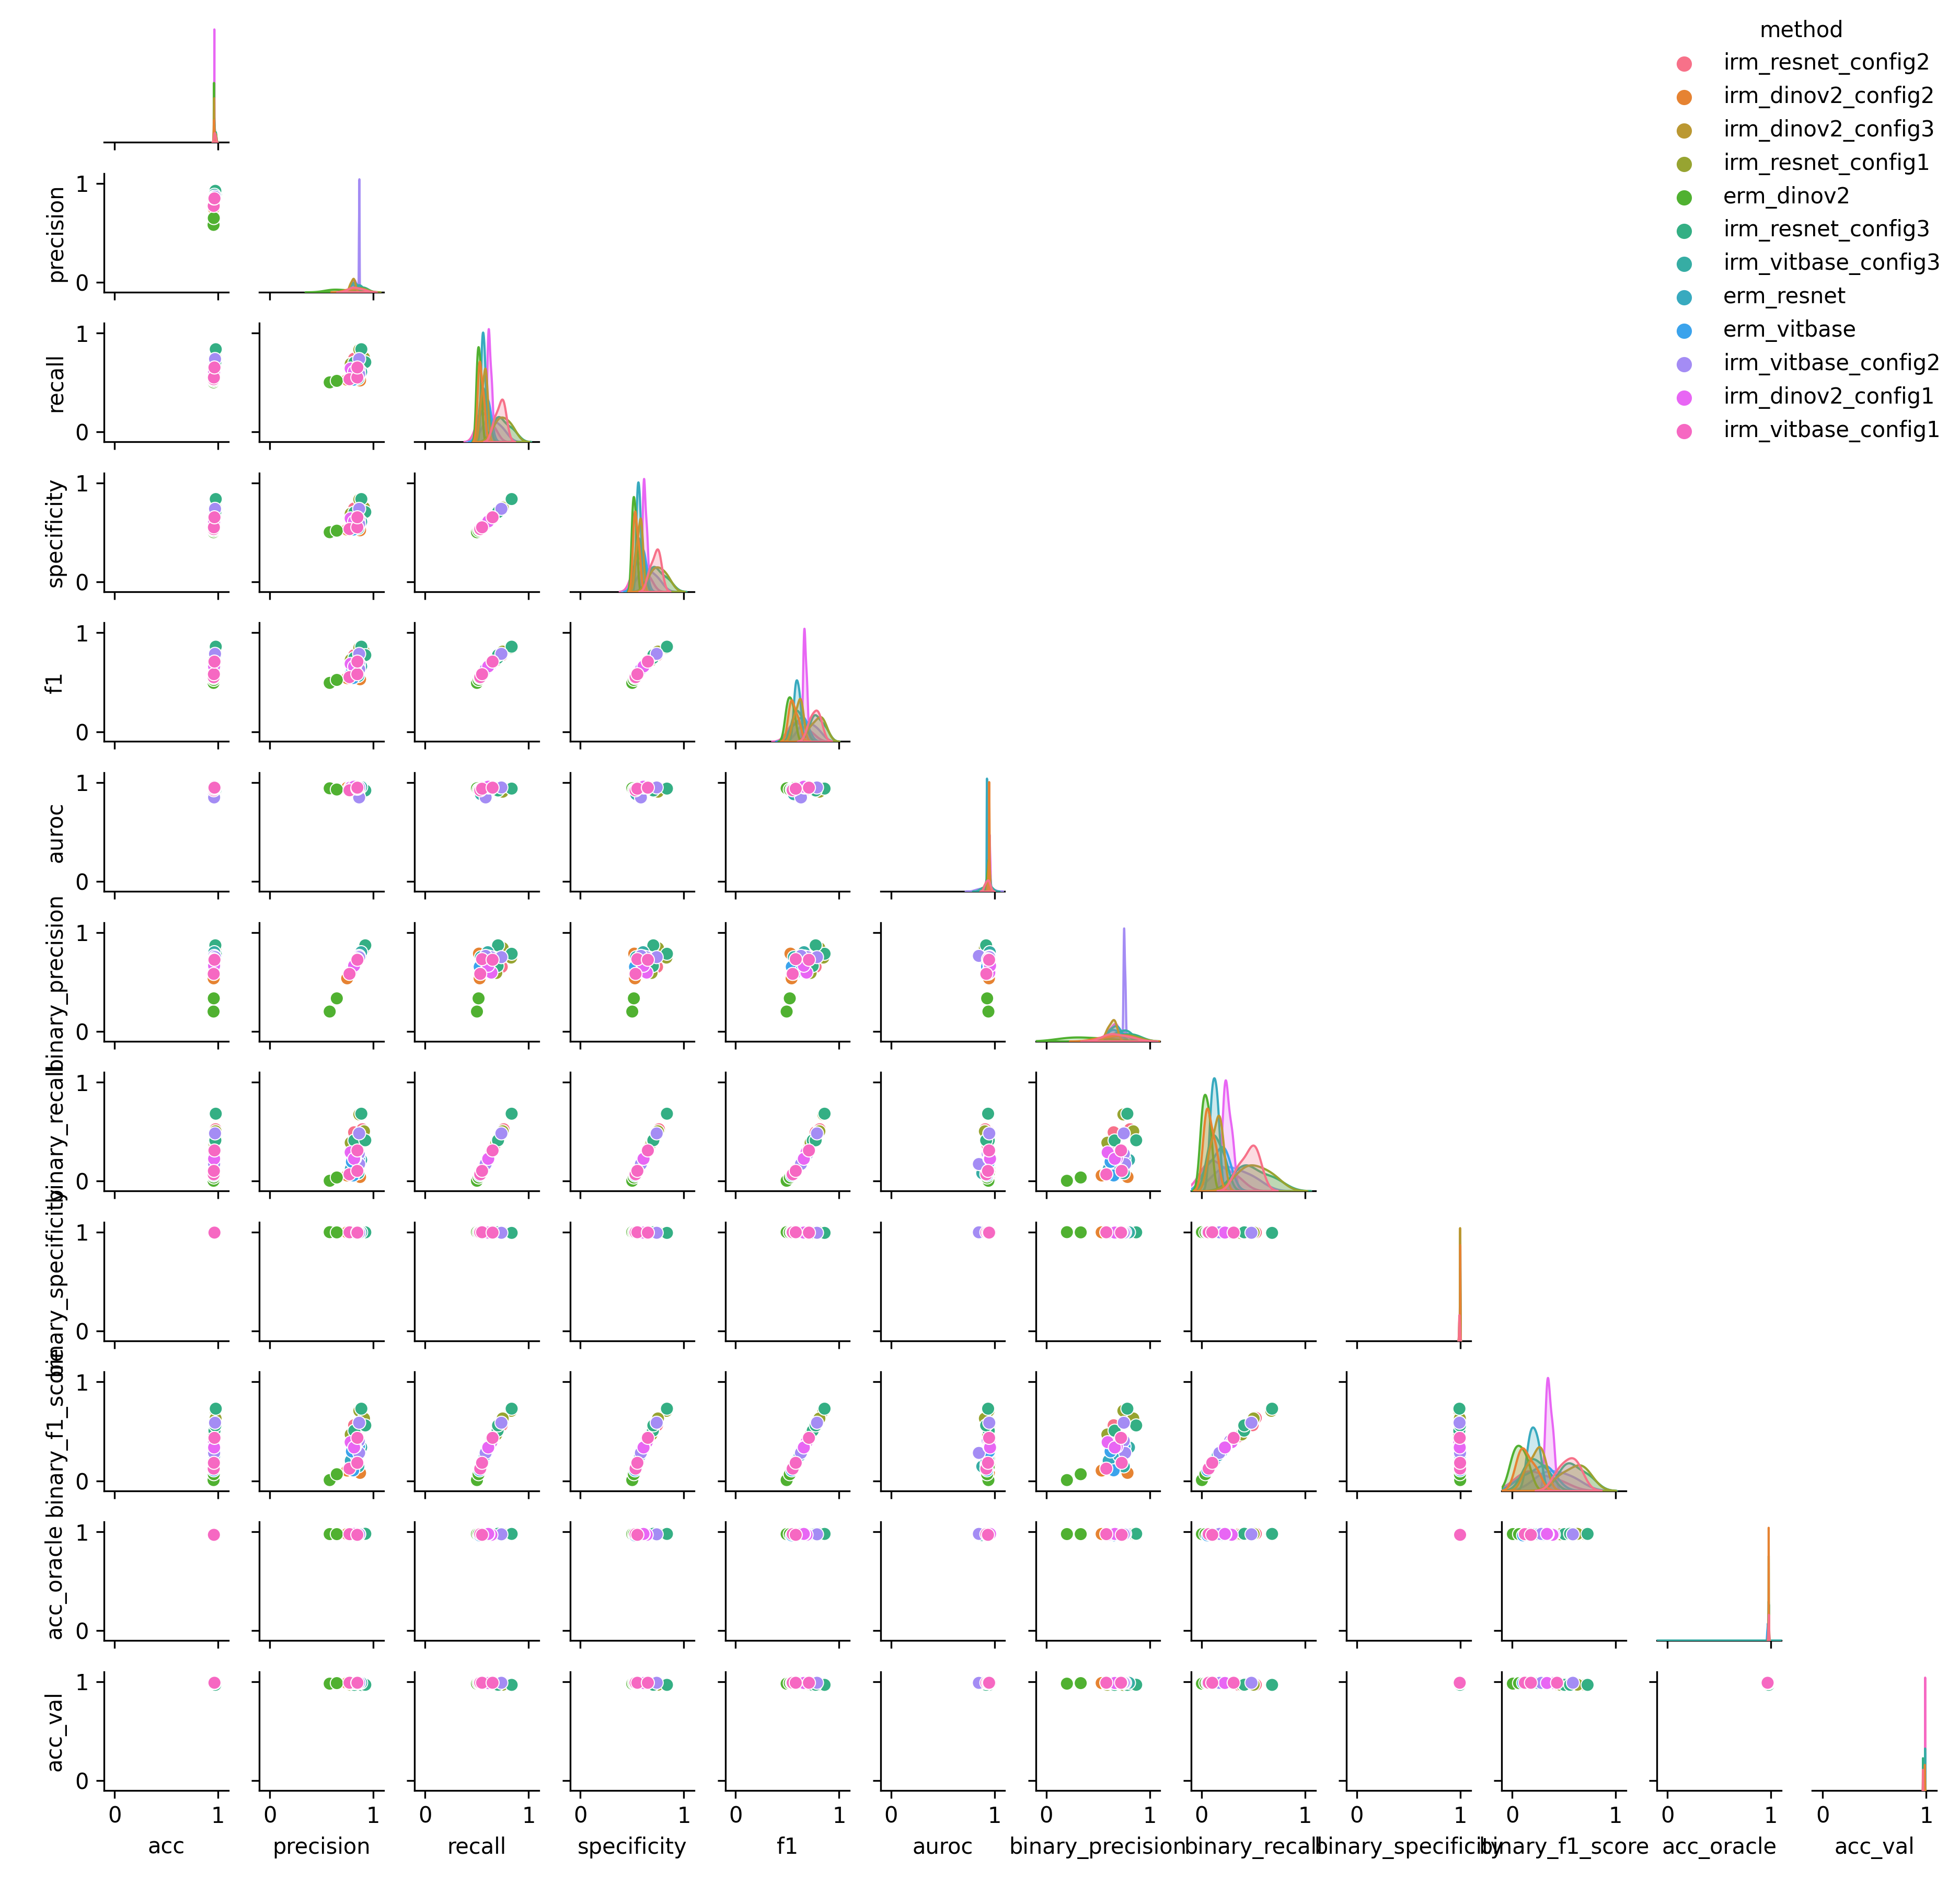 method
irm_resnet_config2
irm_dinov2_config2
irm_dinov2_config3
irm_resnet_config1
erm_dinov2
irm_resnet_config3
irm_vitbase_config3
erm_resnet
erm_vitbase
irm_vitbase_config2
irm_dinov2_config1
irm_vitbase_config1
1
precision
0
1
recall
0
1
specificity
0
1
f1
0
1
auroc
0
1
binary_precision
0
1
binary_recall
0
1
binary_specificity
0
1
binary_f1_score
0
1
acc_oracle
0
1
acc_val
0
0 1 0 1 0 1 0 1 0 1 0 1 0 1 0 1 0 1 0 1 0 1 0 1
acc precision recall specificity f1 auroc binary_precision binary_recall binary_specificity binary_f1_score acc_oracle acc_val